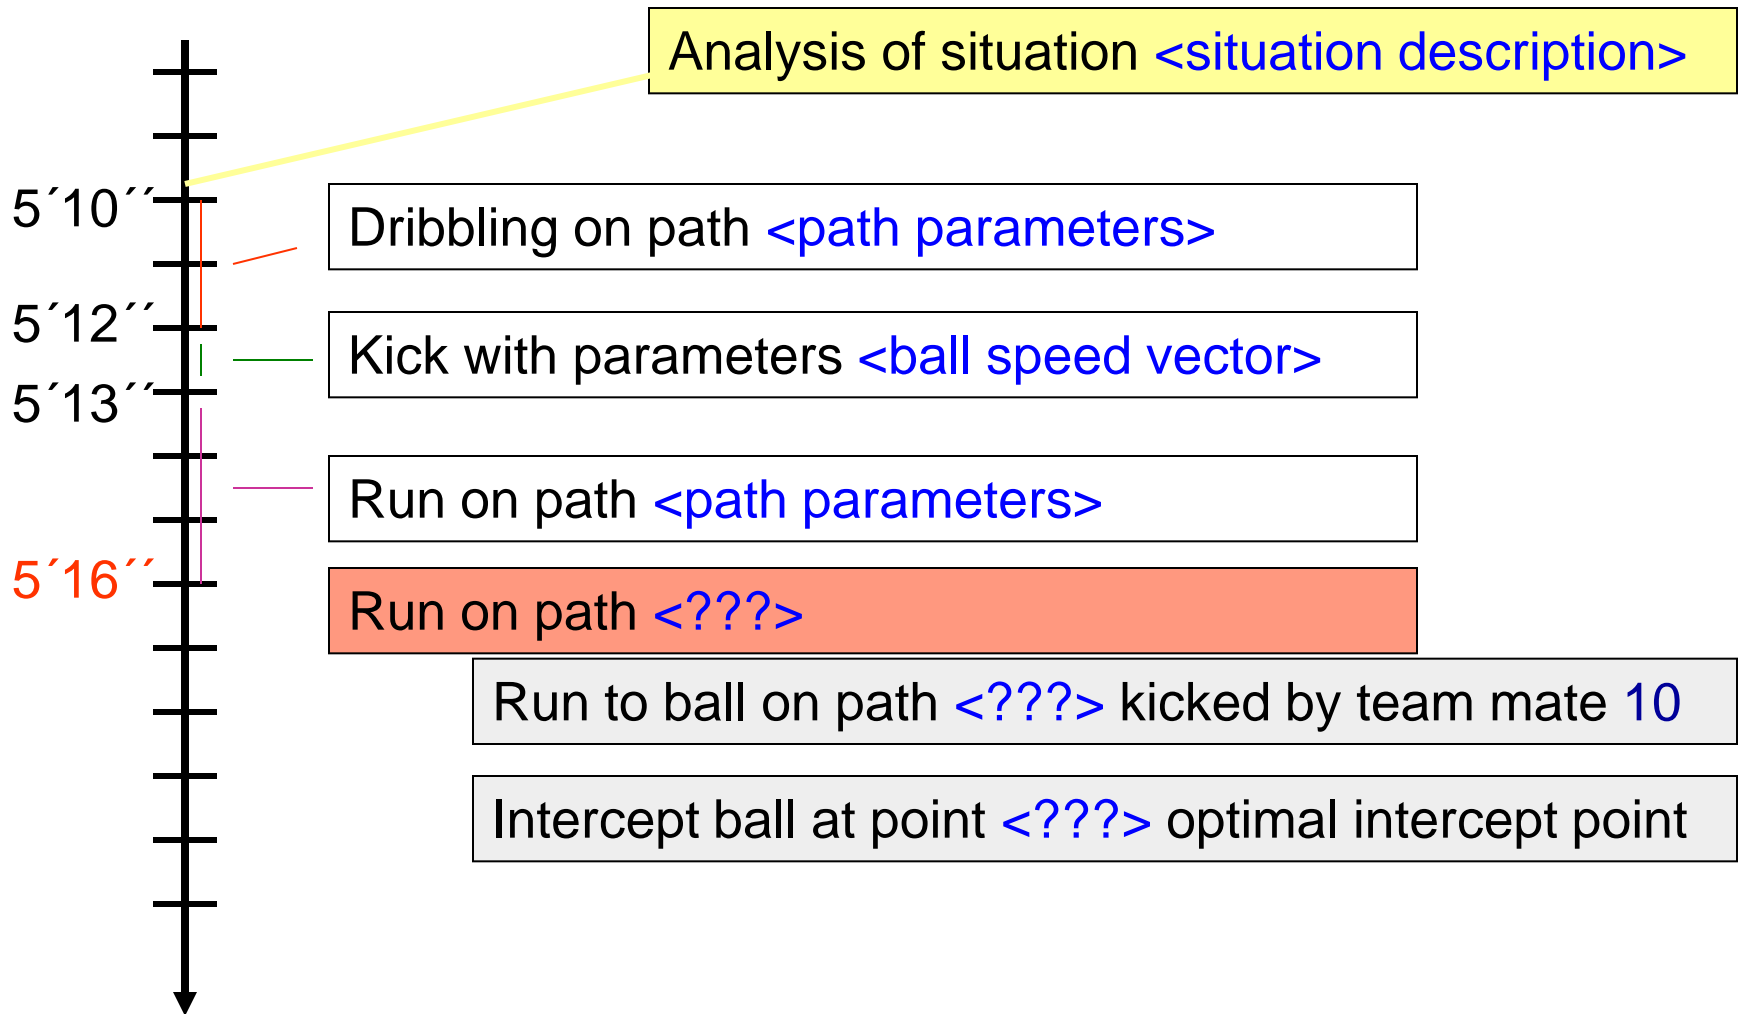 Analysis of situation <situation description>
5´10´´
Dribbling on path <path parameters>
5´12´´
Kick with parameters <ball speed vector>
5´13´´
Run on path <path parameters>
5´16´´
Run on path <???>
Run to ball on path <???> kicked by team mate 10
Intercept ball at point <???> optimal intercept point